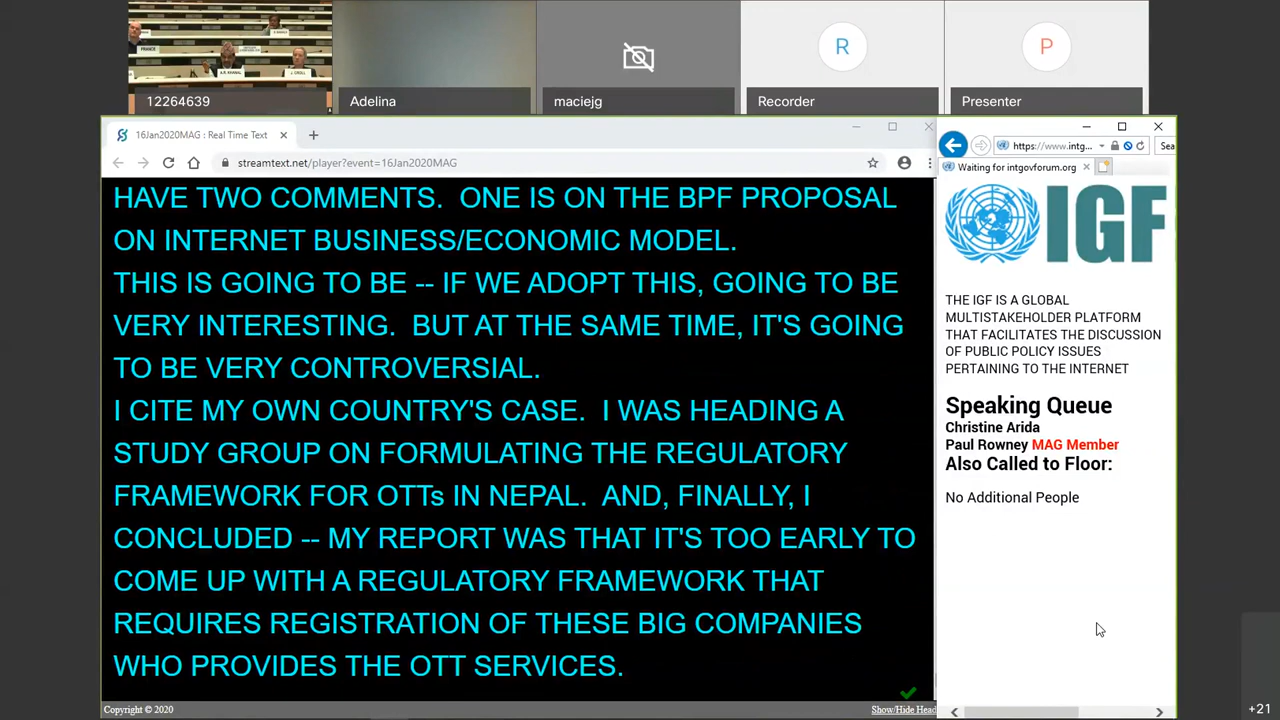 FRANCE
A.R. KHANAL
J. CROLL
12264639
Adelina
maciejg
R
Recorder
P
Presenter
16Jan2020MAG : Real Time Text
streamtext.net/player?event=16Jan2020MAG
HAVE TWO COMMENTS. ONE IS ON THE BPF PROPOSAL
ON INTERNET BUSINESS/ECONOMIC MODEL.
THIS IS GOING TO BE -- IF WE ADOPT THIS, GOING TO BE
VERY INTERESTING. BUT AT THE SAME TIME, IT'S GOING
TO BE VERY CONTROVERSIAL.
I CITE MY OWN COUNTRY'S CASE. I WAS HEADING A
STUDY GROUP ON FORMULATING THE REGULATORY
FRAMEWORK FOR OTTs IN NEPAL. AND, FINALLY, I
CONCLUDED -- MY REPORT WAS THAT IT'S TOO EARLY TO
COME UP WITH A REGULATORY FRAMEWORK THAT
REQUIRES REGISTRATION OF THESE BIG COMPANIES
WHO PROVIDES THE OTT SERVICES.
Copyright © 2020
Show/Hide Head
https://www.intg...
Sea
Waiting for intgovforum.org
IGF
THE IGF IS A GLOBAL
MULTISTAKEHOLDER PLATFORM
THAT FACILITATES THE DISCUSSION
OF PUBLIC POLICY ISSUES
PERTAINING TO THE INTERNET
Speaking Queue
Christine Arida
Paul Rowney MAG Member
Also Called to Floor:
No Additional People
+21